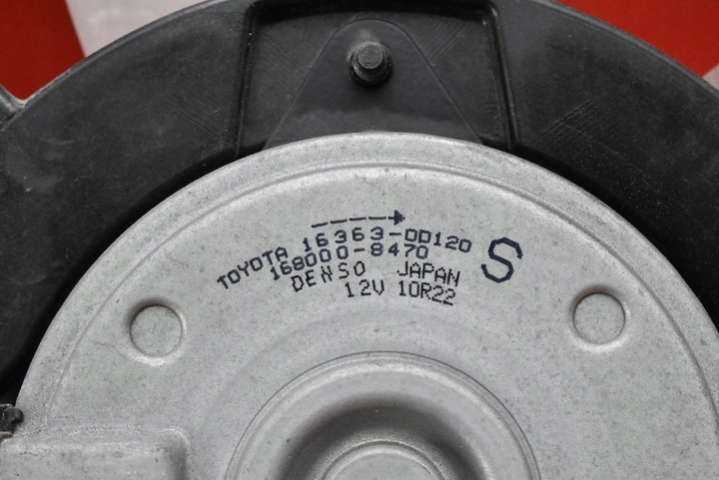 TOYOTA 16363-0D120
168000-8470
DENSO JAPAN
12V 10R22
S